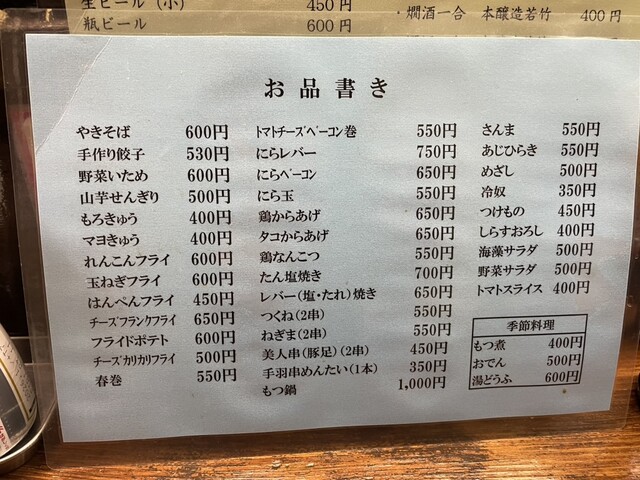 生ビール（小） 450円
瓶ビール 600円
・燗酒一合 本醸造若竹 400円
お品書き
やきそば 600円
手作り餃子 530円
野菜いため 600円
山芋せんぎり 500円
もろきゅう 400円
マヨきゅう 400円
れんこんフライ 600円
玉ねぎフライ 600円
はんぺんフライ 450円
チーズフランクフライ 650円
フライドポテト 600円
チーズカリカリフライ 500円
春巻 550円
トマトチーズベーコン巻 550円
にらレバー 750円
にらベーコン 650円
にら玉 550円
鶏からあげ 650円
タコからあげ 650円
鶏なんこつ 550円
たん塩焼き 700円
レバー（塩・たれ）焼き 650円
つくね（2串） 550円
ねぎま（2串） 550円
美人串（豚足）（2串） 450円
手羽串めんたい（1本） 350円
もつ鍋 1,000円
さんま 550円
あじひらき 550円
めざし 500円
冷奴 350円
つけもの 450円
しらすおろし 400円
海藻サラダ 500円
野菜サラダ 500円
トマトスライス 400円
季節料理
もつ煮 400円
おでん 500円
湯どうふ 600円